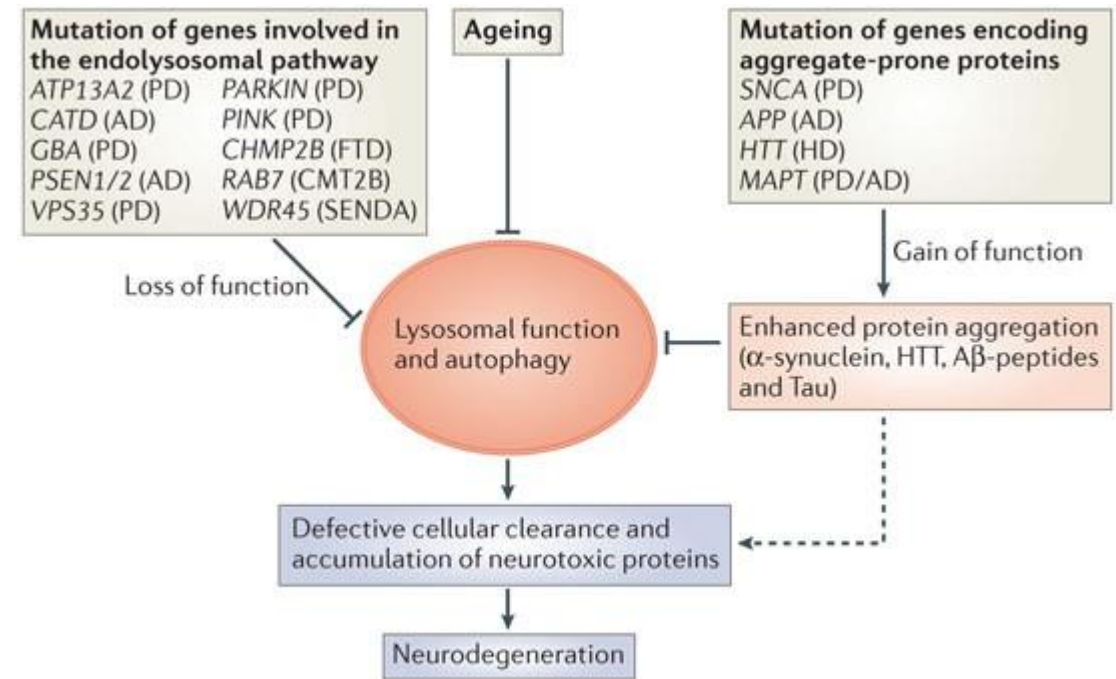 Mutation of genes involved in
the endolysosomal pathway
ATP13A2 (PD) PARKIN (PD)
CATD (AD) PINK (PD)
GBA (PD) CHMP2B (FTD)
PSEN1/2 (AD) RAB7 (CMT2B)
VPS35 (PD) WDR45 (SENDA)
Ageing
Mutation of genes encoding
aggregate-prone proteins
SNCA (PD)
APP (AD)
HTT (HD)
MAPT (PD/AD)
Loss of function
Gain of function
Lysosomal function
and autophagy
Enhanced protein aggregation
(α-synuclein, HTT, Aβ-peptides
and Tau)
Defective cellular clearance and
accumulation of neurotoxic proteins
Neurodegeneration